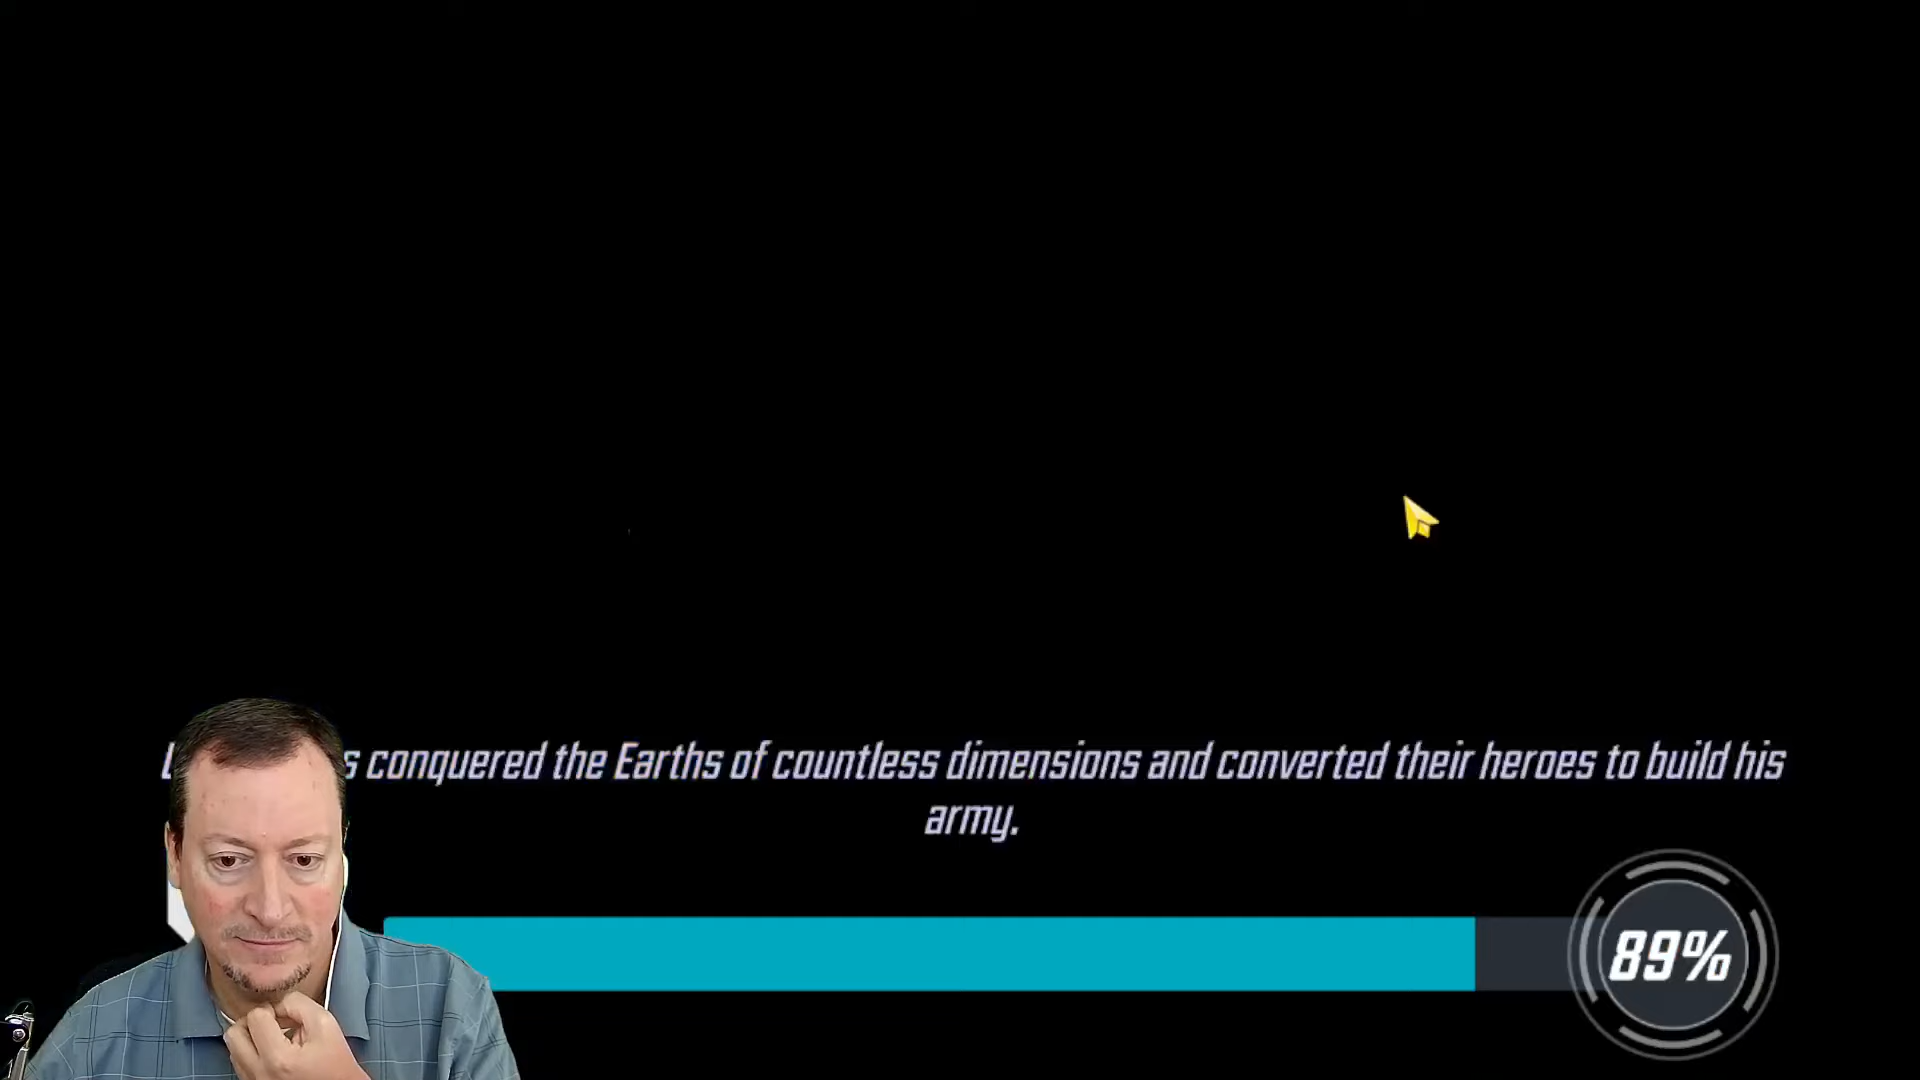 conquered the Earths of countless dimensions and converted their heroes to build his
army.
89%